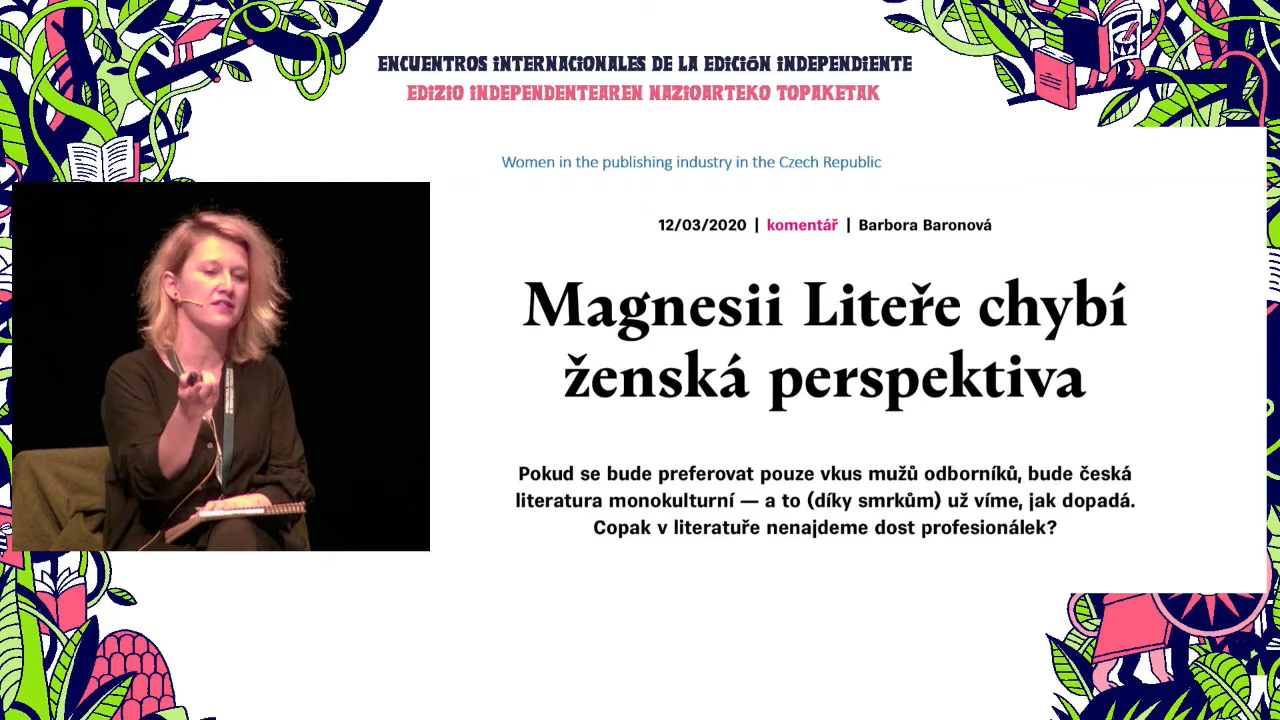 ENCUENTROS INTERNACIONALES DE LA EDICIÓN INDEPENDIENTE
EDIZIO INDEPENDENTEAREN NAZIOARTEKO TOPAKETAK
Women in the publishing industry in the Czech Republic
12/03/2020 | komentář | Barbora Baronová
Magnesii Liteře chybí
ženská perspektiva
Pokud se bude preferovat pouze vkus mužů odborníků, bude česká
literatura monokulturní — a to (díky smrkům) už víme, jak dopadá.
Copak v literatuře nenajdeme dost profesionálek?